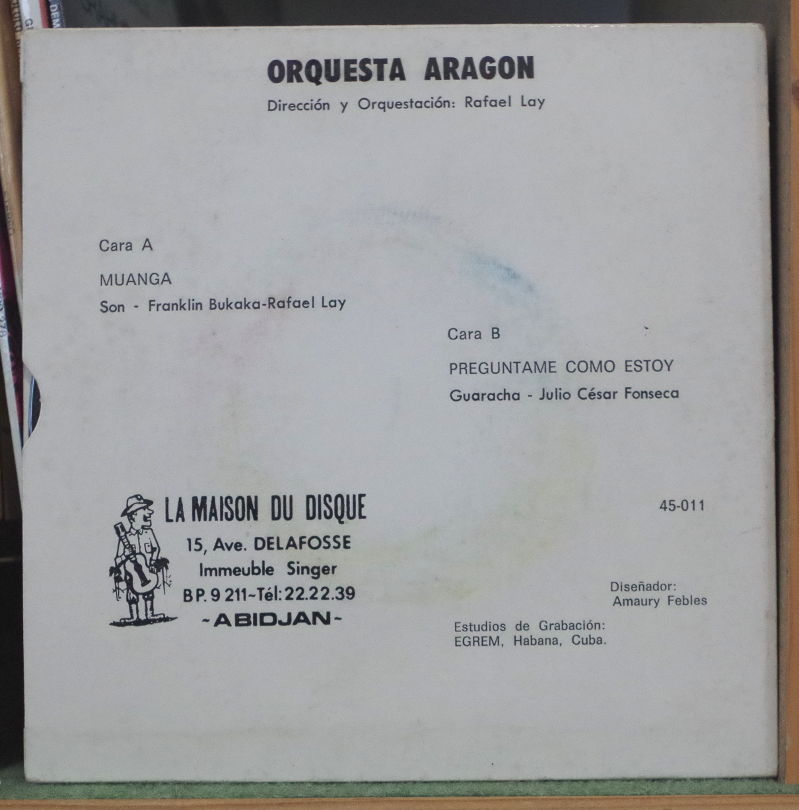 ORQUESTA ARAGON
Dirección y Orquestación: Rafael Lay
Cara A
MUANGA
Son - Franklin Bukaka-Rafael Lay
Cara B
PREGUNTAME COMO ESTOY
Guaracha - Julio César Fonseca
LA MAISON DU DISQUE
15, Ave. DELAFOSSE
Immeuble Singer
BP. 9 211~Tél: 22.22.39
~ABIDJAN~
45-011
Diseñador:
Amaury Febles
Estudios de Grabación:
EGREM, Habana, Cuba.